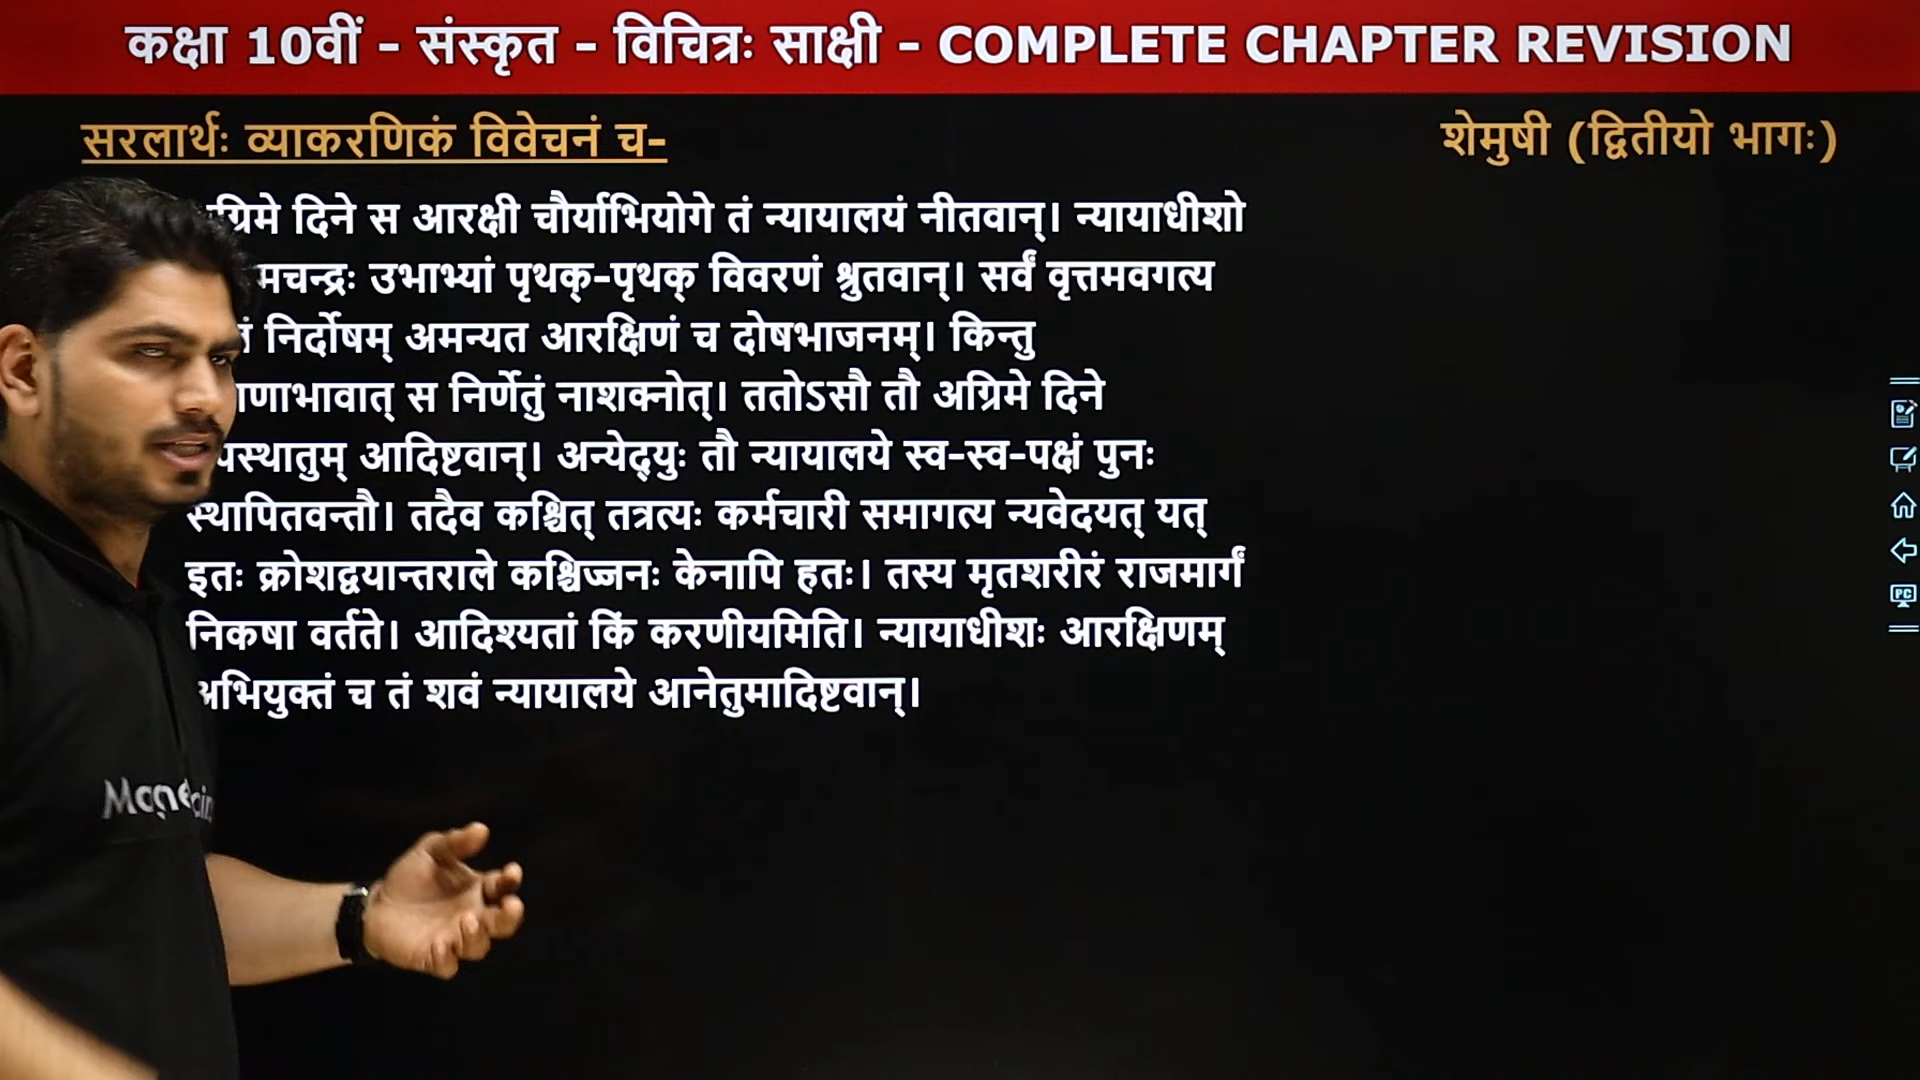 कक्षा 10वीं - संस्कृत - विचित्रः साक्षी - COMPLETE CHAPTER REVISION
सरलार्थः व्याकरणिकं विवेचनं च-
शेमुषी (द्वितीयो भागः)
दिने स आरक्षी चौर्याभियोगे तं न्यायालयं नीतवान्। न्यायाधीशो
उभाभ्यां पृथक्-पृथक् विवरणं श्रुतवान्। सर्वं वृत्तमवगत्य
निर्दोषम् अमन्यत आरक्षिणं च दोषभाजनम्। किन्तु
स निर्णेतुं नाशक्नोत्। ततोऽसौ तौ अग्रिमे दिने
आदिष्टवान्। अन्येद्युः तौ न्यायालये स्व-स्व-पक्षं पुनः
स्थापितवन्तौ। तदैव कश्चित् तत्रत्यः कर्मचारी समागत्य न्यवेदयत् यत्
इतः क्रोशद्वयान्तराले कश्चिज्जनः केनापि हतः। तस्य मृतशरीरं राजमार्गं
निकषा वर्तते। आदिश्यतां किं करणीयमिति। न्यायाधीशः आरक्षिणम्
अभियुक्तं च तं शवं न्यायालये आनेतुमादिष्टवान्।
PC